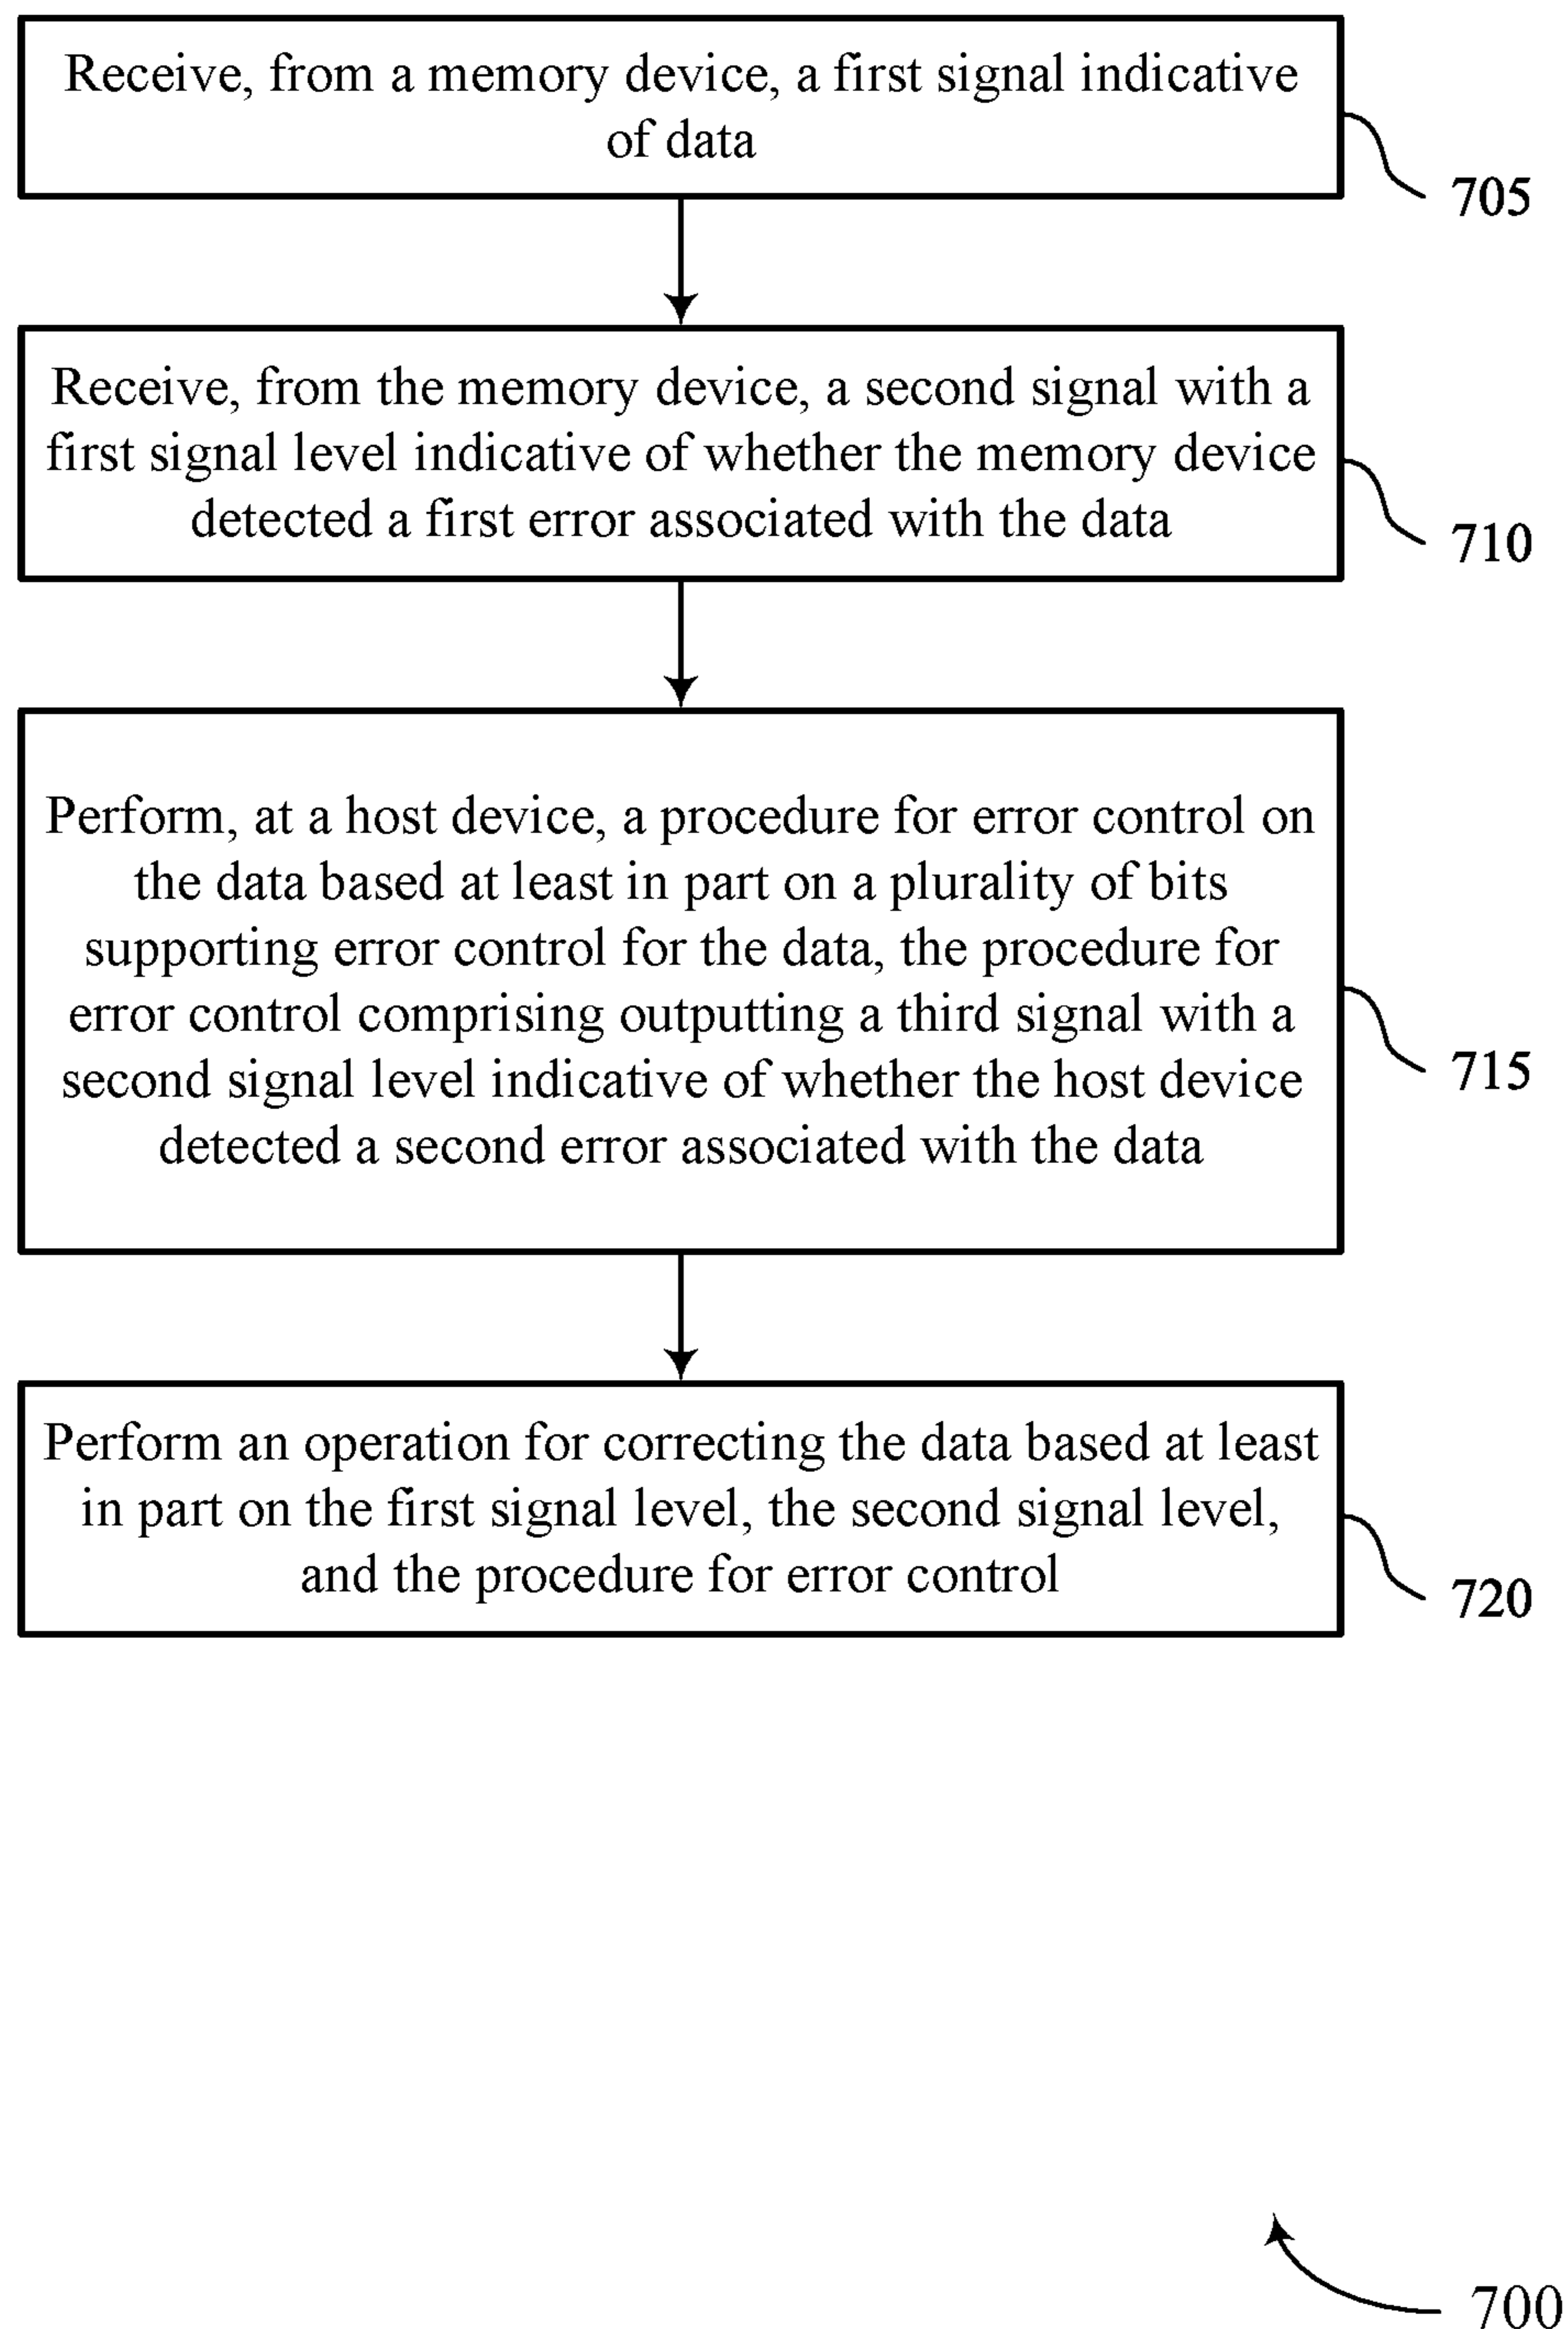 Receive, from a memory device, a first signal indicative
of data
705
Receive, from the memory device, a second signal with a
first signal level indicative of whether the memory device
detected a first error associated with the data
710
Perform, at a host device, a procedure for error control on
the data based at least in part on a plurality of bits
supporting error control for the data, the procedure for
error control comprising outputting a third signal with a
second signal level indicative of whether the host device
detected a second error associated with the data
715
Perform an operation for correcting the data based at least
in part on the first signal level, the second signal level,
and the procedure for error control
720
700